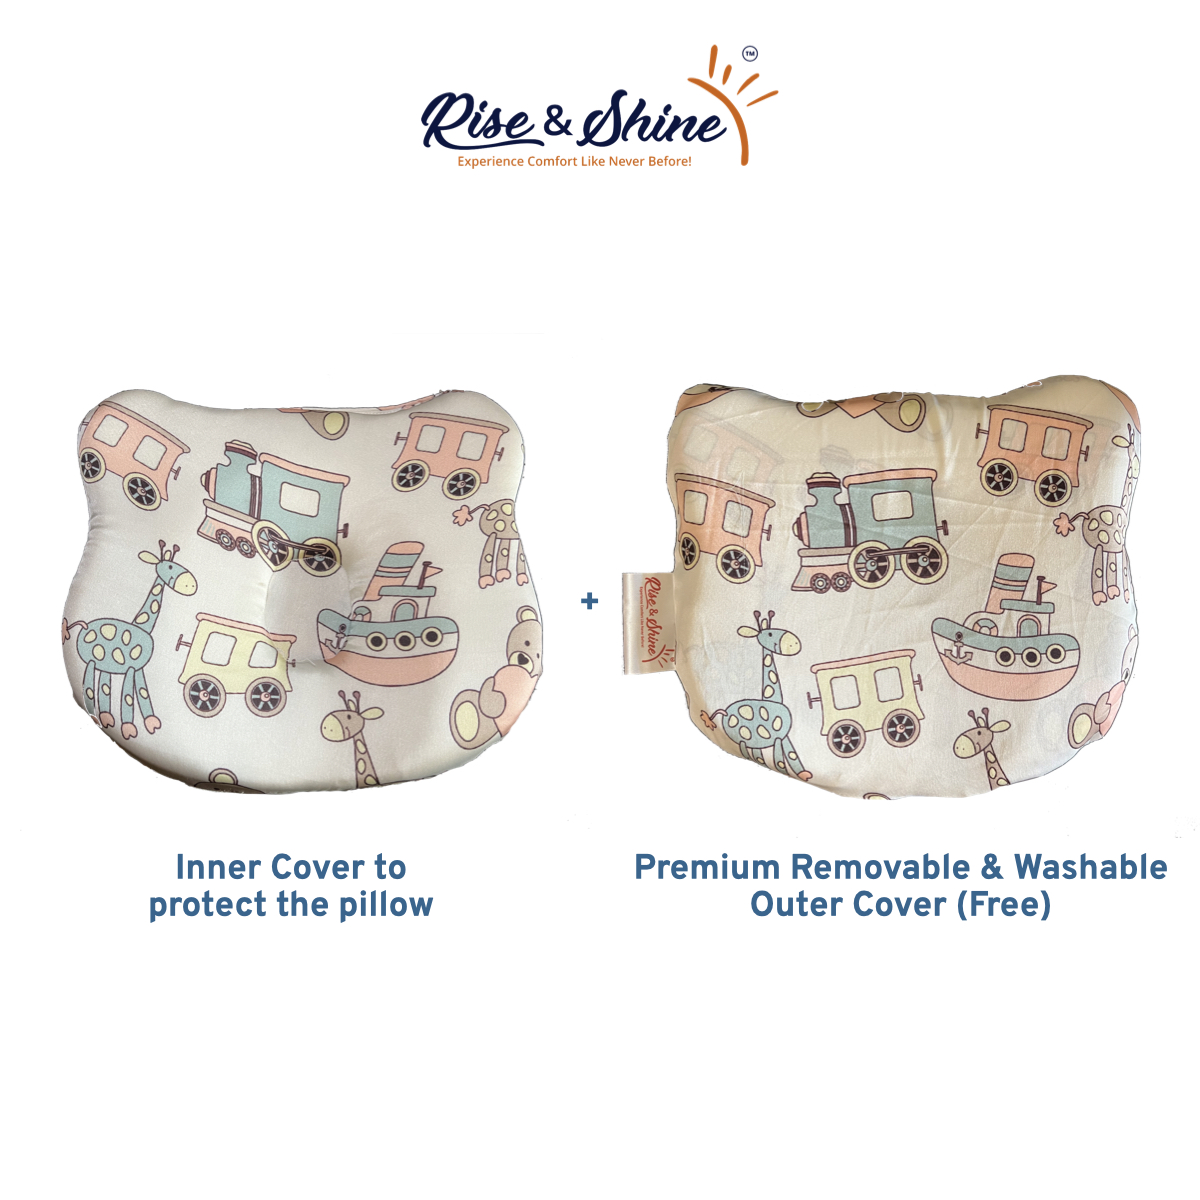 Rise & Shine
TM
Experience Comfort Like Never Before!
+
Rise & Shine
Inner Cover to
protect the pillow
Premium Removable & Washable
Outer Cover (Free)